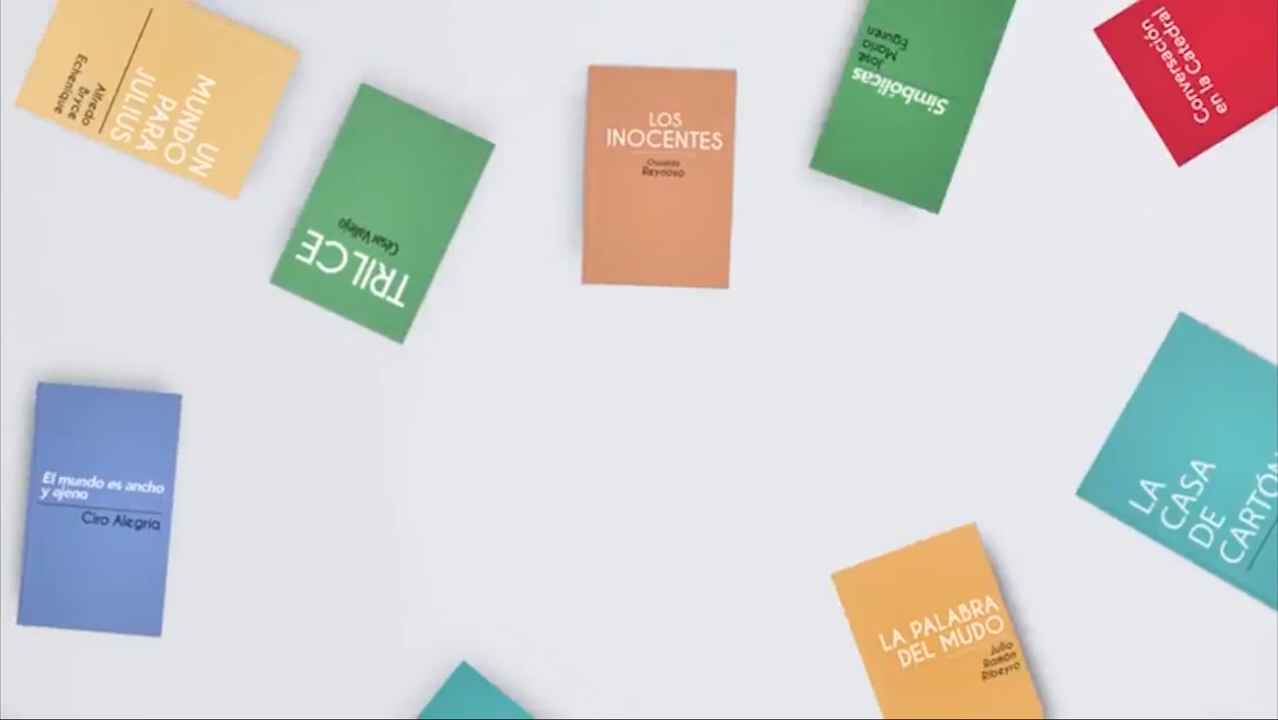 UN
MUNDO
PARA
JULIUS
Alfredo
Bryce
Echenique
TRILCE
César Vallejo
LOS
INOCENTES
Oswaldo
Reynoso
Simbólicas
José
María
Eguren
Conversación
en la Catedral
El mundo es ancho
y ajeno
Ciro Alegría
LA
CASA
DE
CARTÓN
LA PALABRA
DEL MUDO
Julio
Ramón
Ribeyro